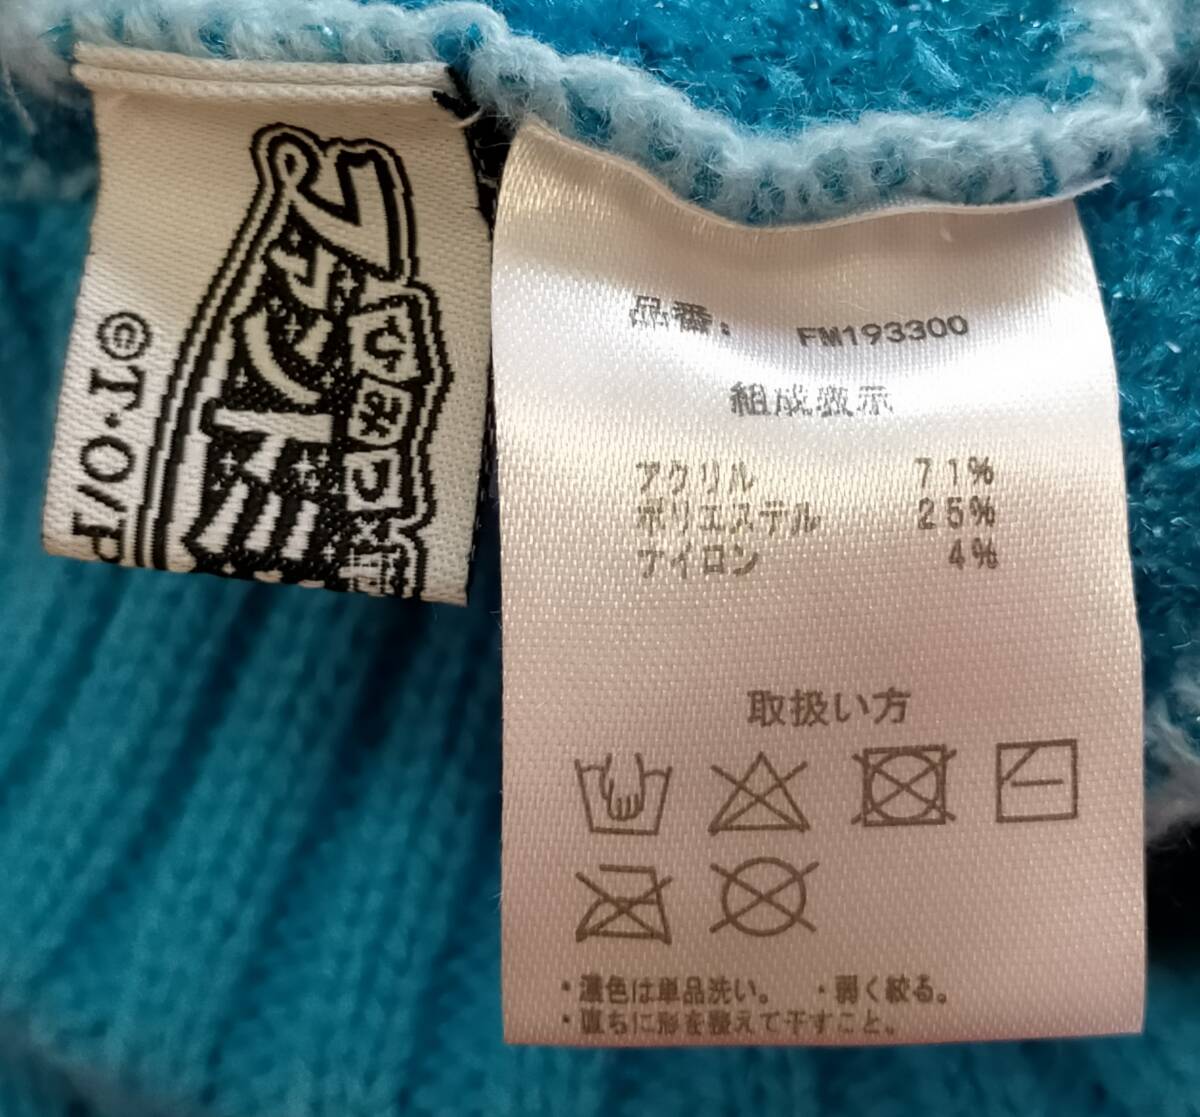 ©T・O/P
品番: FM193300
組成表示
アクリル 71%
ポリエステル 25%
ナイロン 4%
取扱い方
・濃色は単品洗い。 ・弱く絞る。
・直ちに形を整えて干すこと。